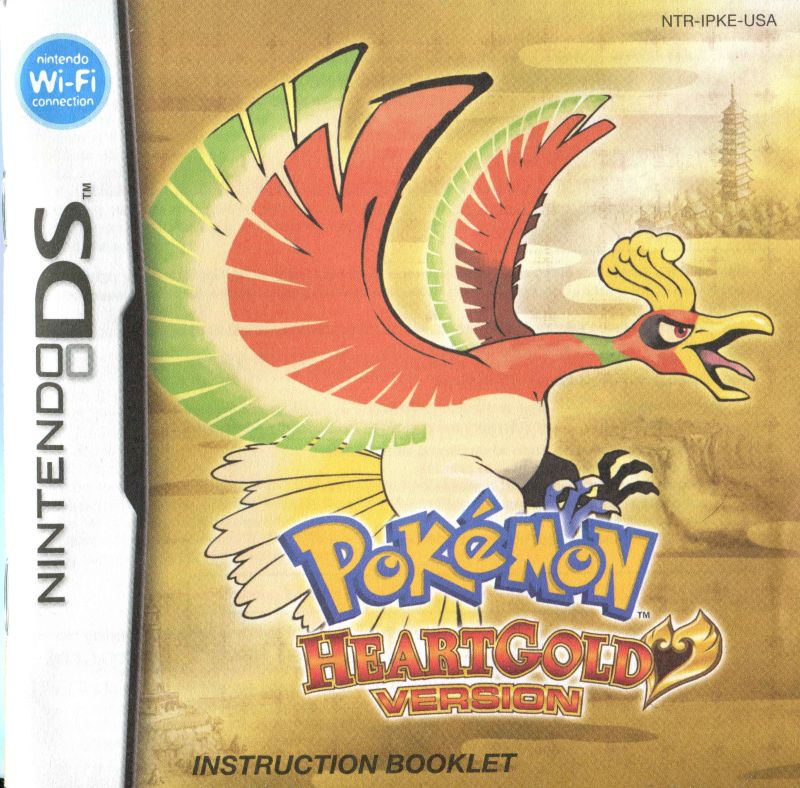 NTR-IPKE-USA
nintendo
Wi-Fi
connection
NINTENDO DS™
POKéMON™
HEARTGOLD
VERSION
INSTRUCTION BOOKLET